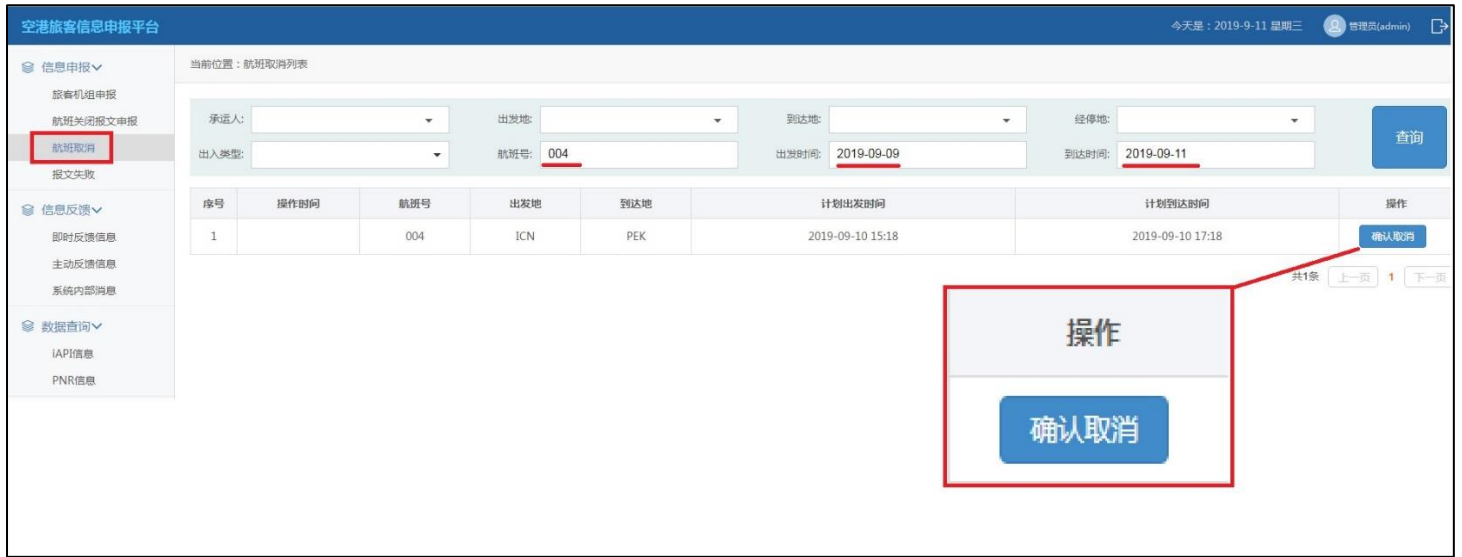 空港旅客信息申报平台
今天是：2019-9-11 星期三 管理员(admin)
信息申报
旅客机组申报
航班关闭报文申报
航班取消
报文失败
信息反馈
即时反馈信息
主动反馈信息
系统内部消息
数据查询
iAPI信息
PNR信息
当前位置：航班取消列表
承运人: 出发地: 到达地: 经停地:
查询
出入类型: 航班号: 004 出发时间: 2019-09-09 到达时间: 2019-09-11
序号 操作时间 航班号 出发地 到达地 计划出发时间 计划到达时间 操作
1 004 ICN PEK 2019-09-10 15:18 2019-09-10 17:18 确认取消
共1条 上一页 1 下一页
操作
确认取消